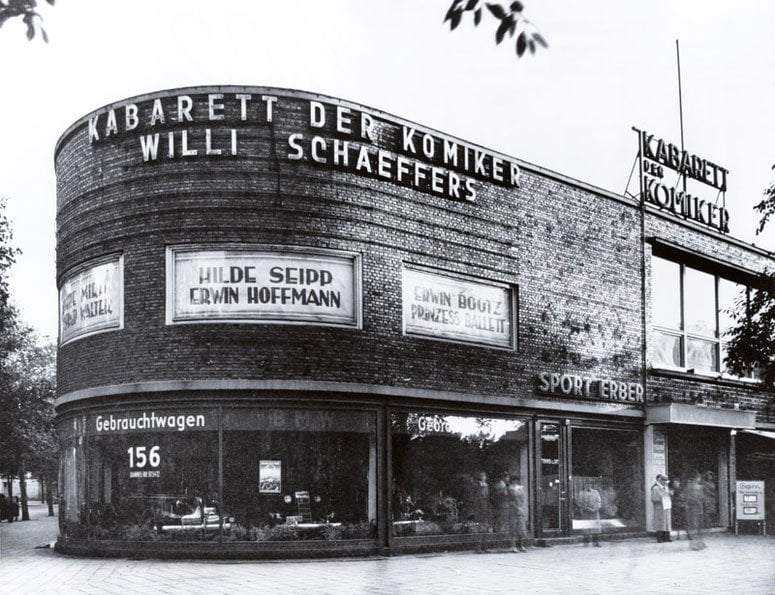 KABARETT DER KOMIKER
WILLI SCHAEFFERS
KABARETT
DER
KOMIKER
HILDE SEIPP
ERWIN HOFFMANN
ERWIN
PRINZESS BALLETT
SPORT ERBER
Gebrauchtwagen
BMW
156